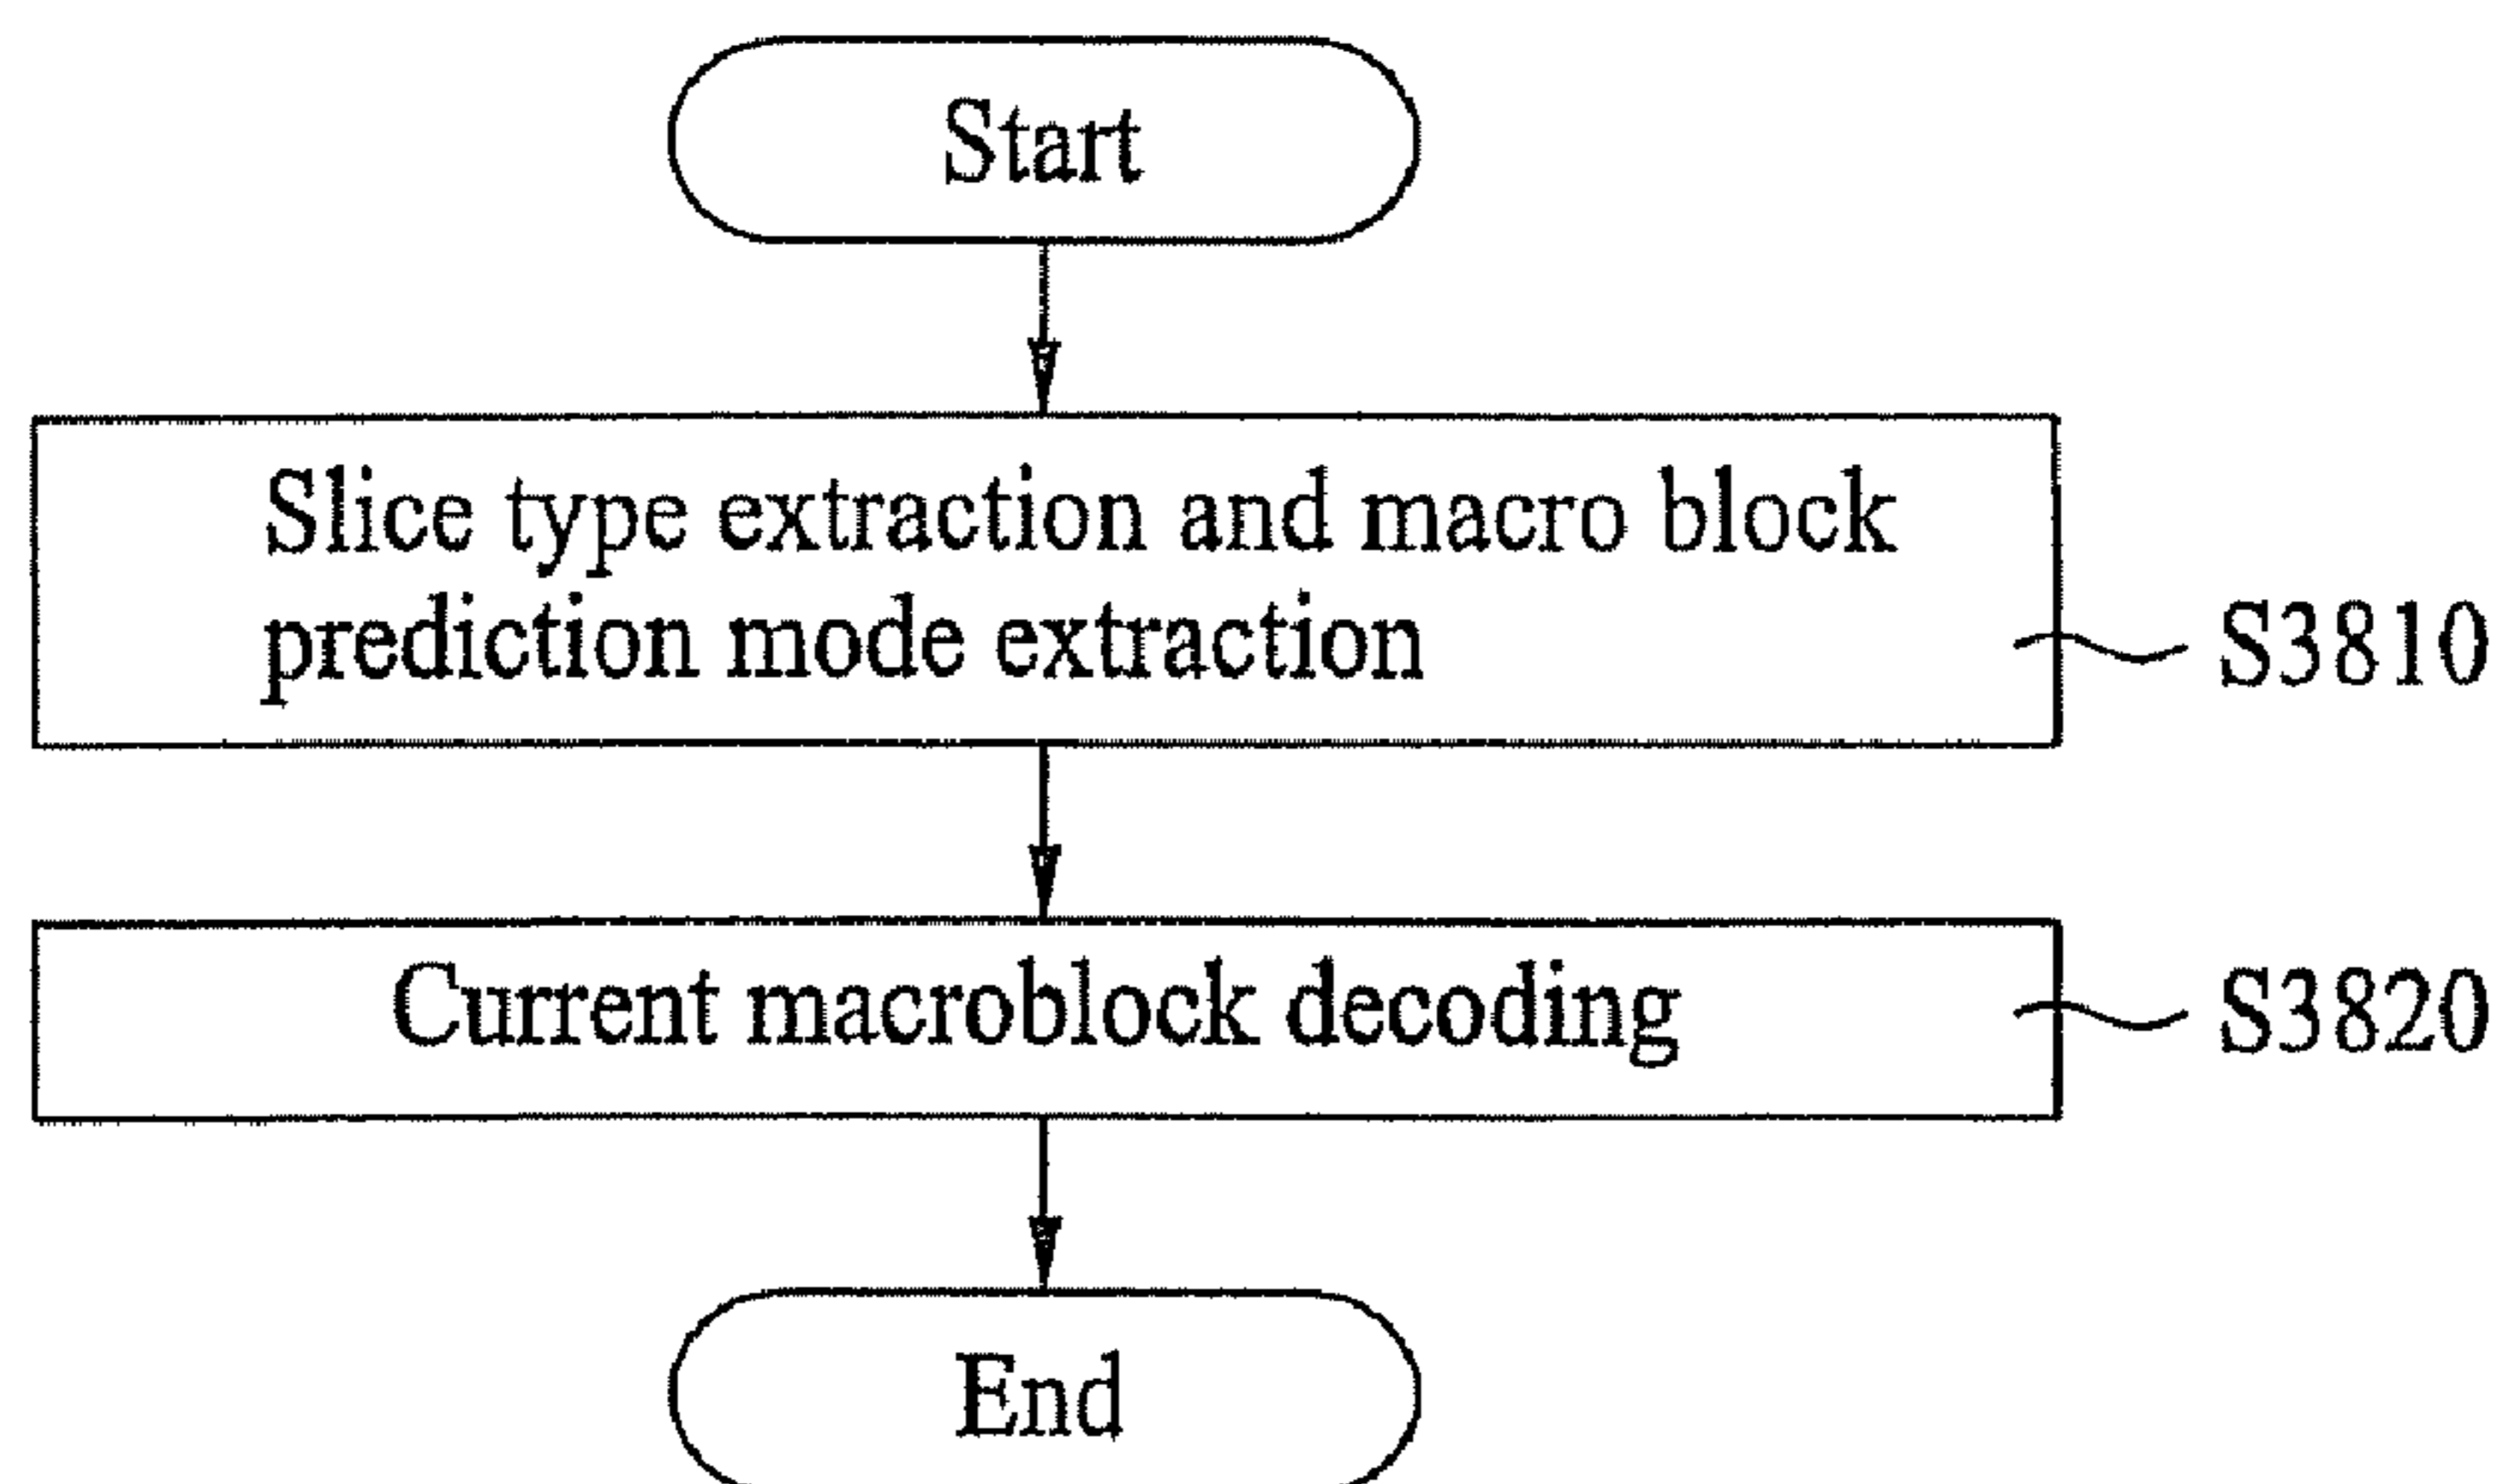 Start
Slice type extraction and macro block
prediction mode extraction
S3810
Current macroblock decoding
S3820
End